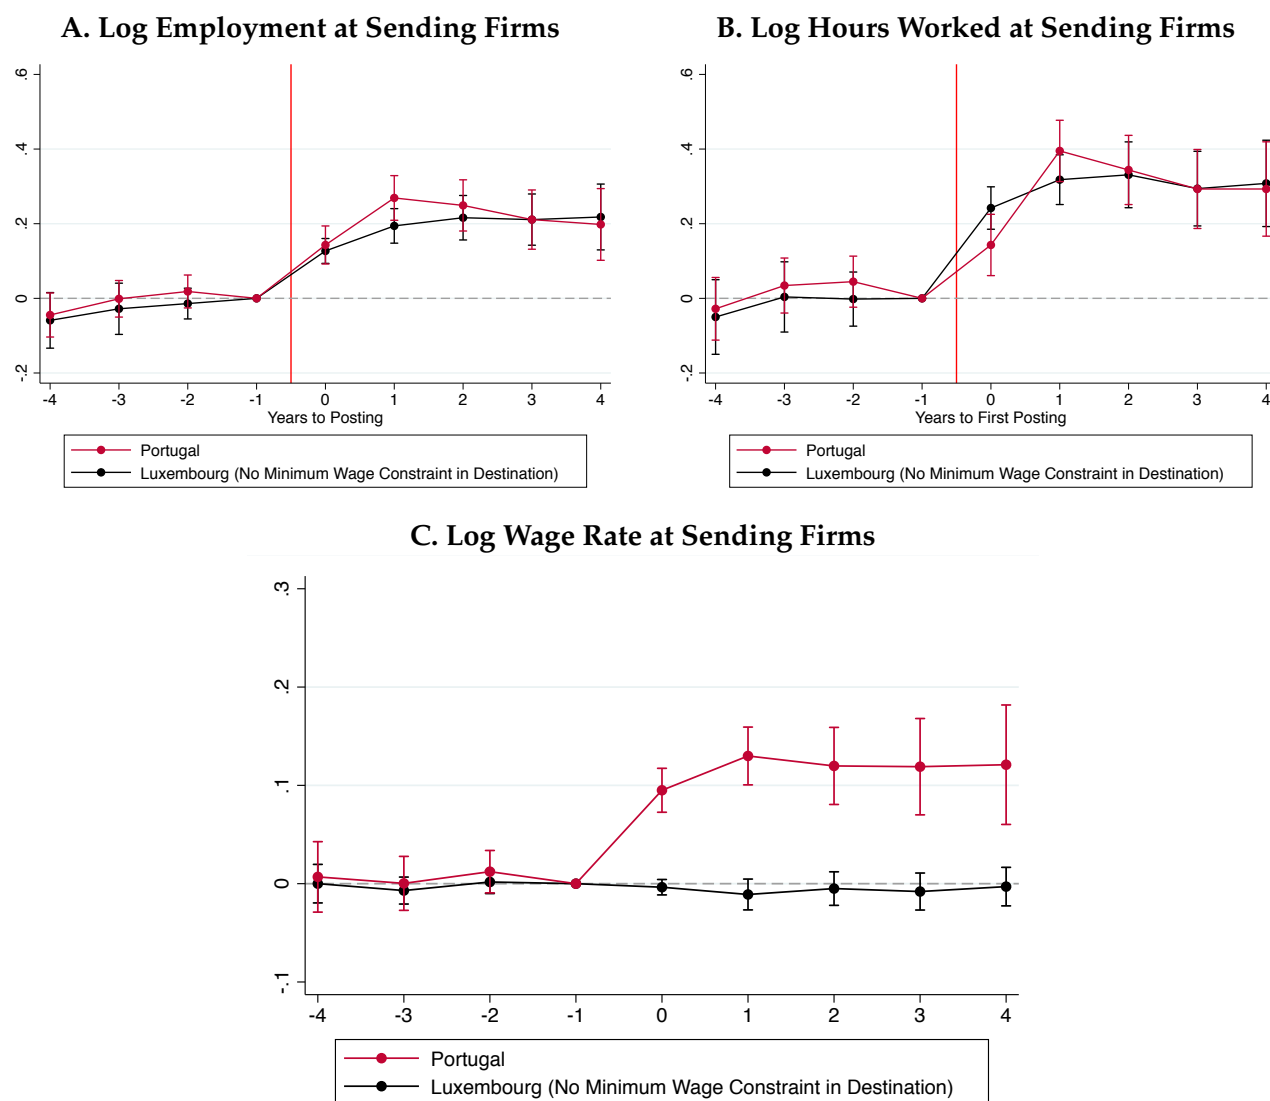 A. Log Employment at Sending Firms
.6
.4
.2
0
-.2
-4 -3 -2 -1 0 1 2 3 4
Years to Posting
Portugal
Luxembourg (No Minimum Wage Constraint in Destination)
B. Log Hours Worked at Sending Firms
.6
.4
.2
0
-.2
-4 -3 -2 -1 0 1 2 3 4
Years to First Posting
Portugal
Luxembourg (No Minimum Wage Constraint in Destination)
C. Log Wage Rate at Sending Firms
.3
.2
.1
0
-.1
-4 -3 -2 -1 0 1 2 3 4
Portugal
Luxembourg (No Minimum Wage Constraint in Destination)